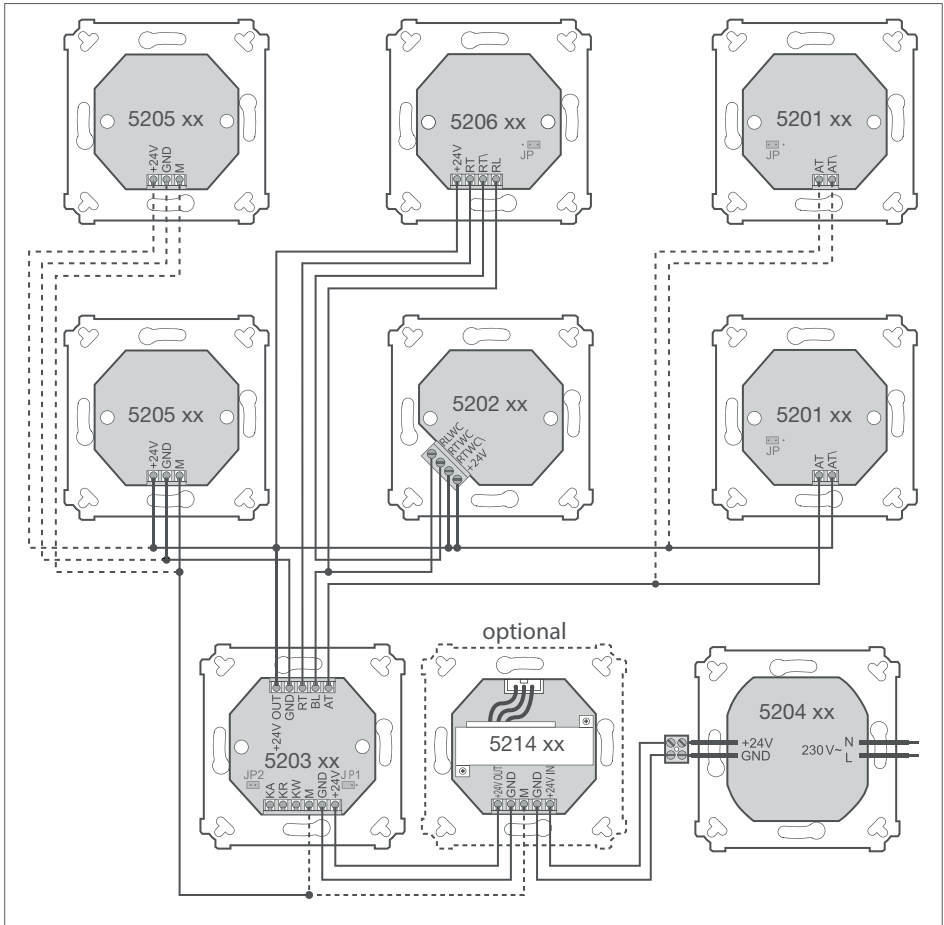 5205 xx
+24V
GND
M
5206 xx
JP
+24V
RT
RT\
RL
5201 xx
JP
AT
AT\
5205 xx
+24V
GND
M
5202 xx
RLWC
RTWC
RTWC\
+24V
5201 xx
JP
AT
AT\
+24V OUT
GND
RT
BL
AT
5203 xx
JP2
JP1
KA
KR
KW
M
GND
+24V
optional
5214 xx
+24V OUT
GND
M
GND
+24V IN
5204 xx
+24V
GND
230 V~
N
L